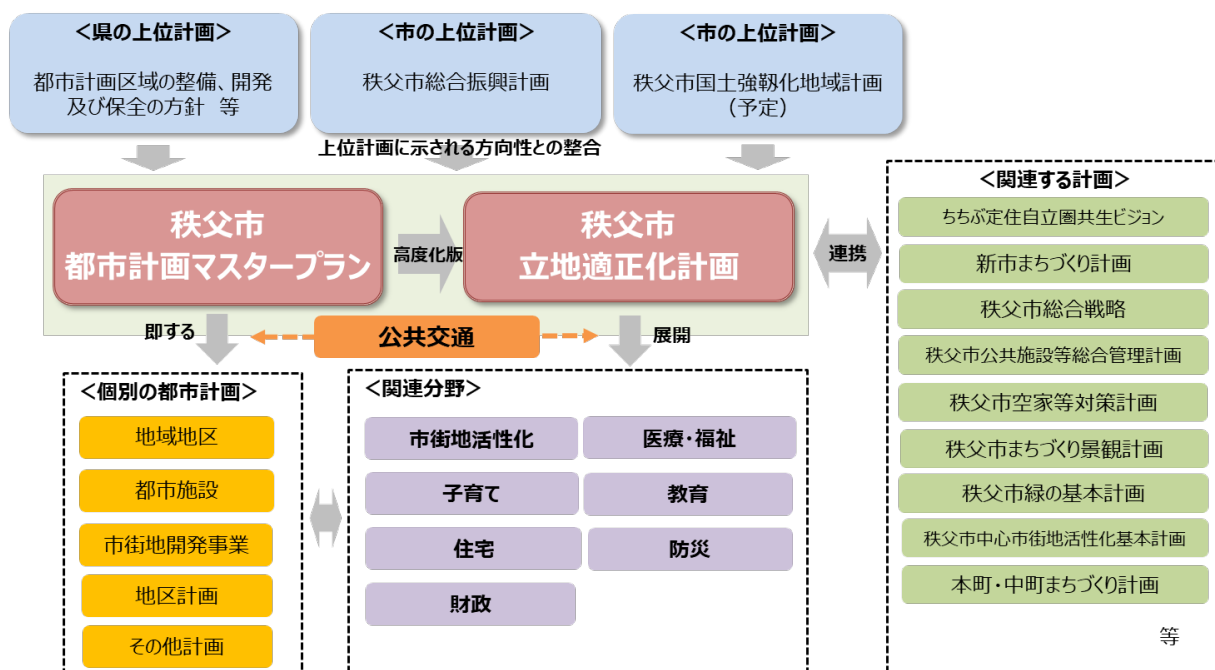 ＜県の上位計画＞
都市計画区域の整備、開発
及び保全の方針 等
＜市の上位計画＞
秩父市総合振興計画
＜市の上位計画＞
秩父市国土強靱化地域計画
（予定）
上位計画に示される方向性との整合
秩父市
都市計画マスタープラン
高度化版
秩父市
立地適正化計画
連携
即する
公共交通
展開
＜個別の都市計画＞
地域地区
都市施設
市街地開発事業
地区計画
その他計画
＜関連分野＞
市街地活性化
医療・福祉
子育て
教育
住宅
防災
財政
＜関連する計画＞
ちちぶ定住自立圏共生ビジョン
新市まちづくり計画
秩父市総合戦略
秩父市公共施設等総合管理計画
秩父市空家等対策計画
秩父市まちづくり景観計画
秩父市緑の基本計画
秩父市中心市街地活性化基本計画
本町・中町まちづくり計画
等